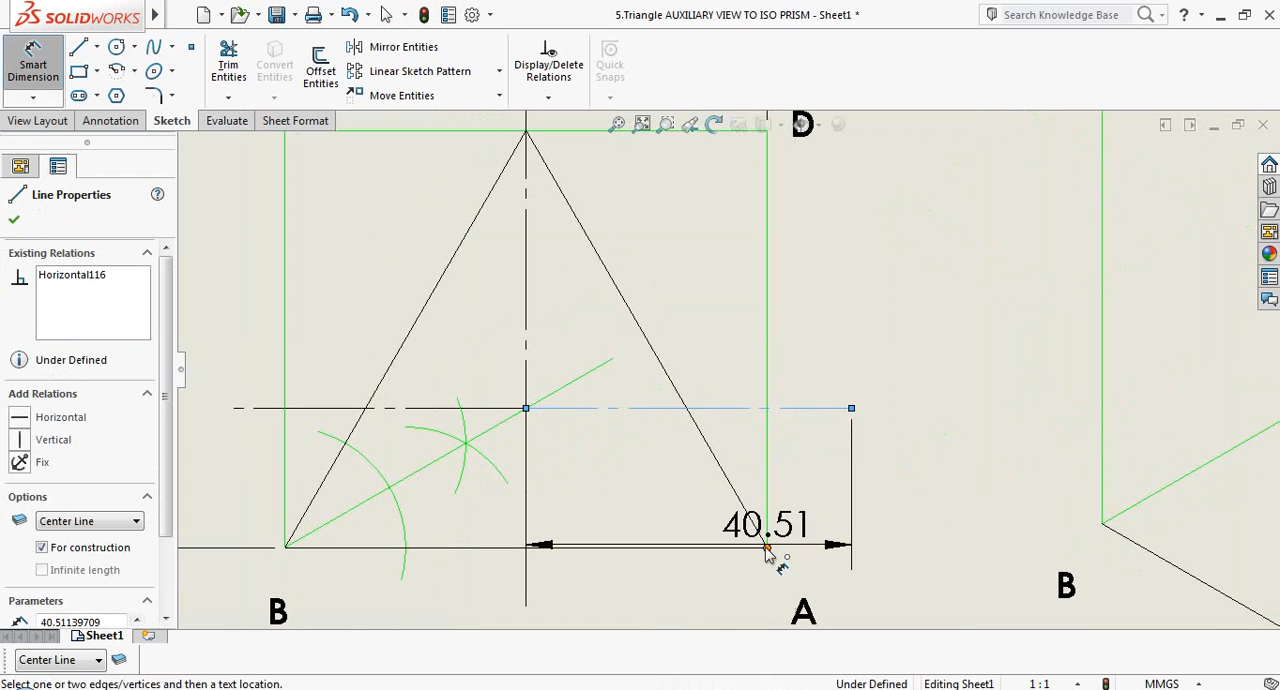 SOLIDWORKS
5.Triangle AUXILIARY VIEW TO ISO PRISM - Sheet1 *
Search Knowledge Base
?
Smart Dimension
Trim Entities
Convert Entities
Offset Entities
Mirror Entities
Linear Sketch Pattern
Move Entities
Display/Delete Relations
Quick Snaps
View Layout
Annotation
Sketch
Evaluate
Sheet Format
Line Properties
Existing Relations
Horizontal116
Under Defined
Add Relations
Horizontal
Vertical
Fix
Options
Center Line
For construction
Infinite length
Parameters
40.51139709
D
40.51
B
A
B
Sheet1
Center Line
Select one or two edges/vertices and then a text location.
Under Defined
Editing Sheet1
1 : 1
MMGS